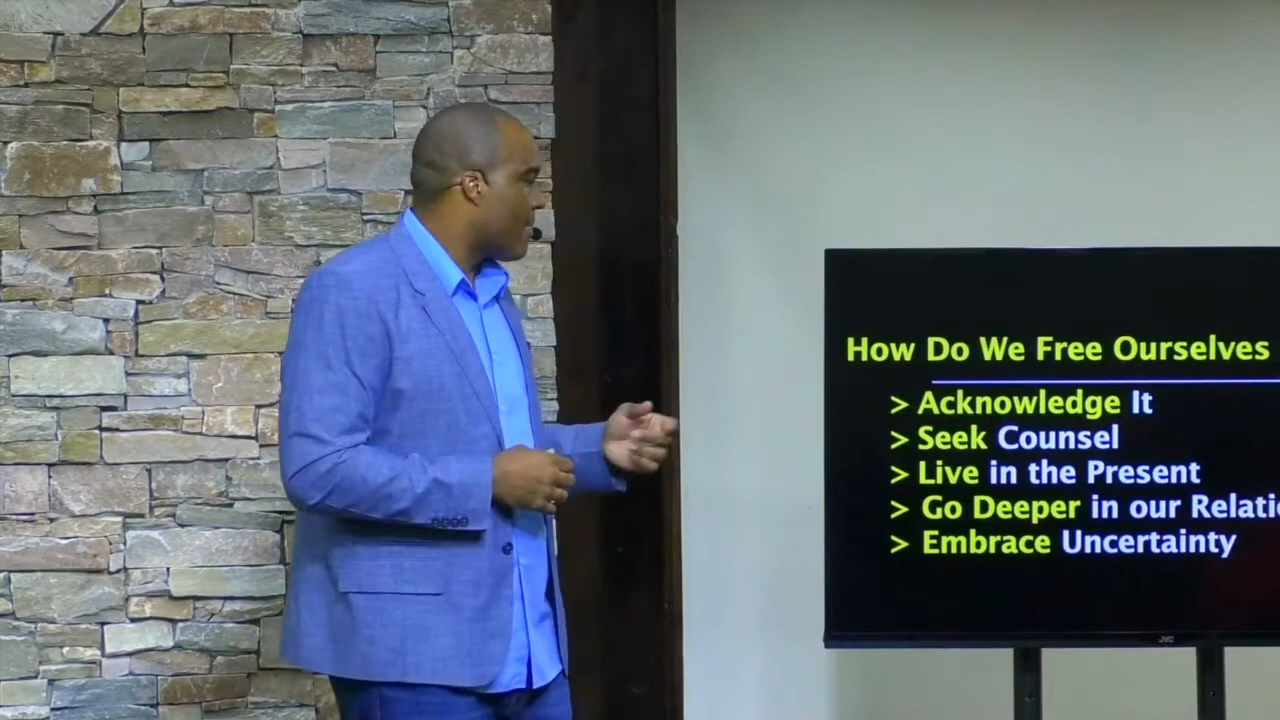 How Do We Free Ourselves
> Acknowledge It
> Seek Counsel
> Live in the Present
> Go Deeper in our
> Embrace Uncertainty
JVC